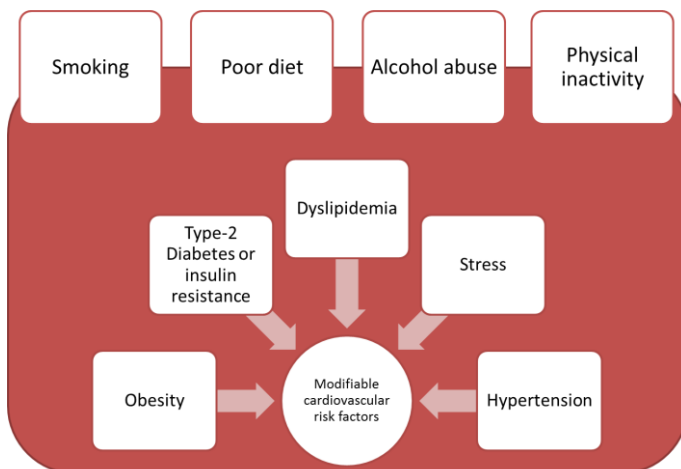 Smoking
Poor diet
Alcohol abuse
Physical
inactivity
Dyslipidemia
Type-2
Diabetes or
insulin
resistance
Stress
Obesity
Modifiable
cardiovascular
risk factors
Hypertension